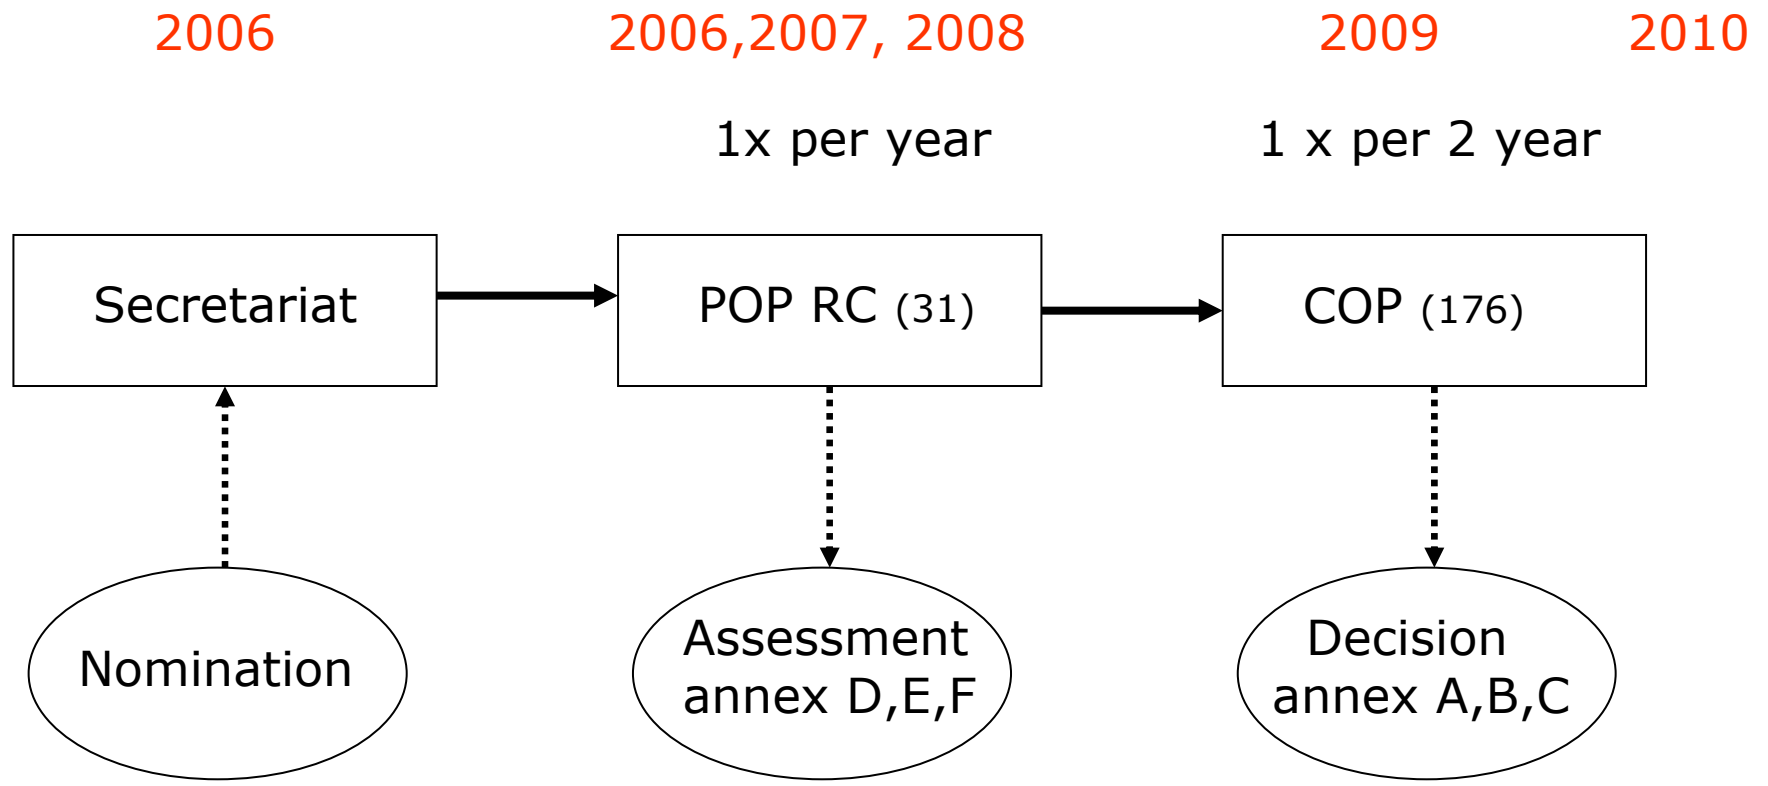 2006
2006,2007, 2008
2009
2010
1x per year
1 x per 2 year
Secretariat
POP RC (31)
COP (176)
Nomination
Assessment
annex D,E,F
Decision
annex A,B,C